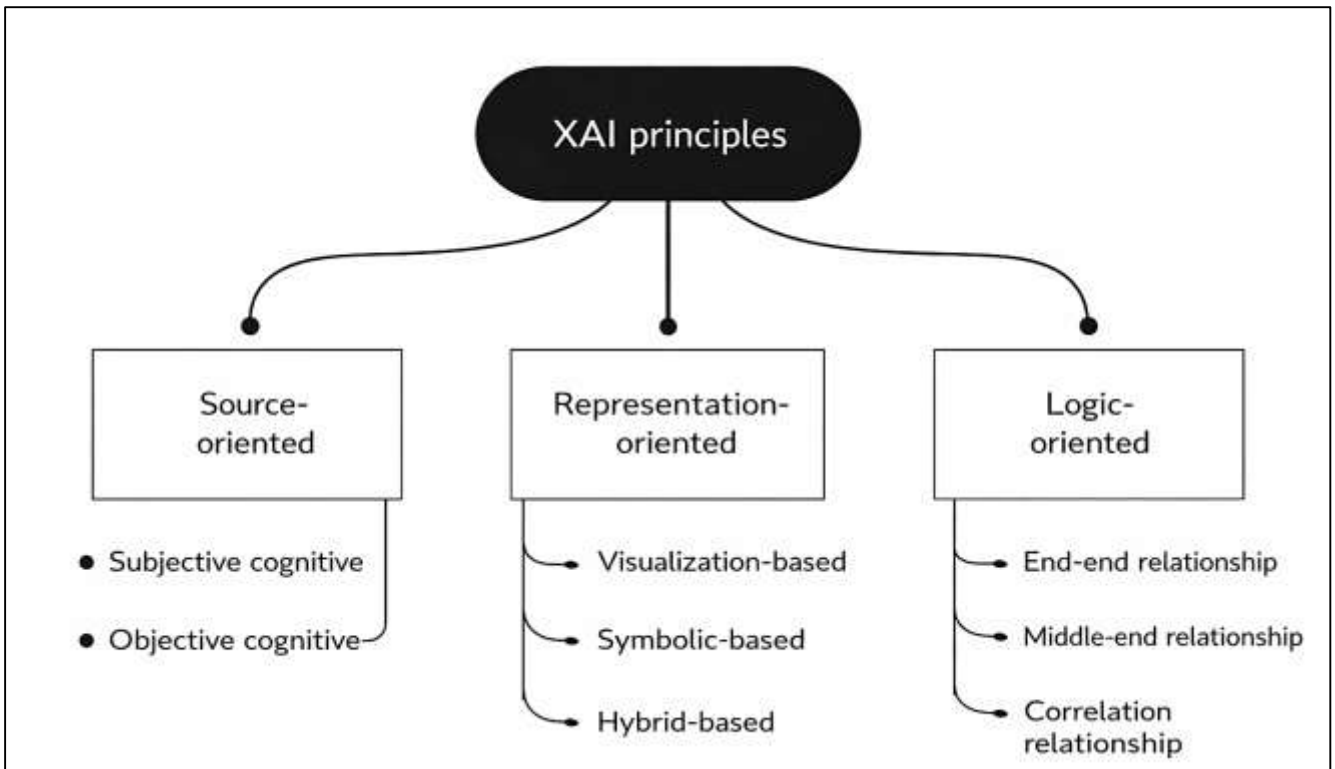 XAI principles
Source-
oriented
Representation-
oriented
Logic-
oriented
Subjective cognitive
Objective cognitive
Visualization-based
Symbolic-based
Hybrid-based
End-end relationship
Middle-end relationship
Correlation
relationship